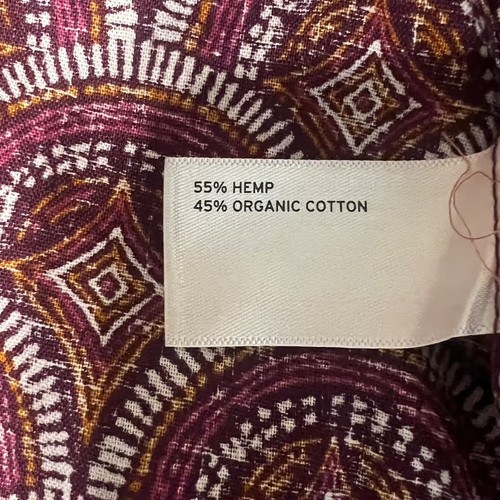 55% HEMP
45% ORGANIC COTTON